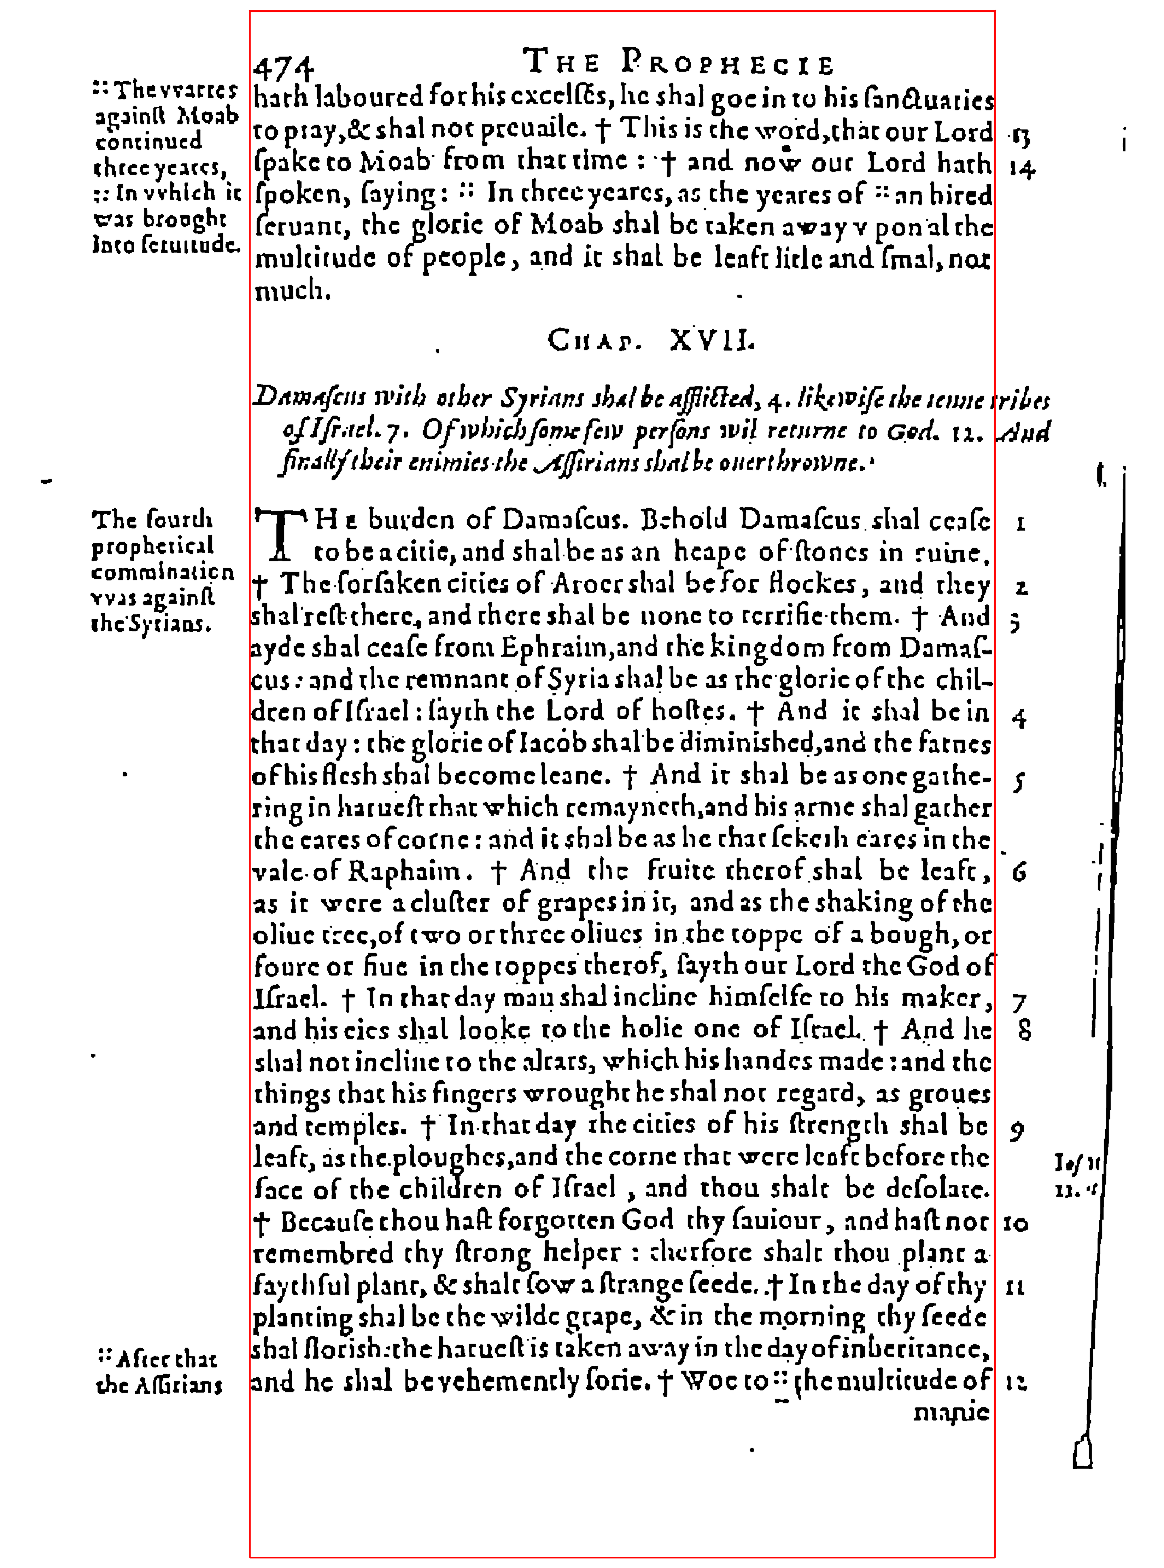 474 THE PROPHECIE
hath laboured for his excelſſes, he shal goe in to his ſanctuaries
to pray, & shal not preuaile. † This is the word, that our Lord 13
ſpake to Moab from that time: † and now our Lord hath 14
ſpoken, ſaying: :: In three yeares, as the yeares of :: an hired
ſeruant, the glorie of Moab shal be taken away vpon al the
multitude of people, and it shal be leaft litle and ſmal, not
much.
:: The vvarres
againſt Moab
continued
three yeares,
:: In vvhich it
was brought
into ſeruitude.
CHAP. XVII.
Damaſcus with other Syrians shal be afflicted, 4. likewiſe the tenne tribes
of Iſrael. 7. Of which ſome few perſons wil returne to God. 12. And
finally their enimies the Aſſirians shal be ouerthrowne.
The fourth
prophetical
commination
vvas againſt
the Syrians.
THE burden of Damaſcus. Behold Damaſcus shal ceaſe 1
to be a citie, and shal be as an heape of ſtones in ruine.
† The forſaken cities of Aroer shal be for flockes, and they 2
shal reſt there, and there shal be none to terrifie them. † And 3
ayde shal ceaſe from Ephraim, and the kingdom from Damaſ-
cus: and the remnant of Syria shal be as the glorie of the chil-
dren of Iſrael: ſayth the Lord of hoſtes. † And it shal be in 4
that day: the glorie of Iacob shal be diminished, and the fatnes
of his flesh shal become leane. † And it shal be as one gathe- 5
ring in harueſt that which remayneth, and his arme shal gather
the eares of corne: and it shal be as he that ſeketh eares in the
vale of Raphaim. † And the fruite therof shal be leaft, 6
as it were a cluſter of grapes in it, and as the shaking of the
oliue tree, of two or three oliues in the toppe of a bough, or
foure or fiue in the toppes therof, ſayth our Lord the God of
Iſrael. † In that day man shal incline himſelfe to his maker, 7
and his eies shal looke to the holie one of Iſrael. † And he 8
shal not incline to the altars, which his handes made: and the
things that his fingers wrought he shal not regard, as groues
and temples. † In that day the cities of his ſtrength shal be 9
leaft, as the ploughes, and the corne that were leaft before the
face of the children of Iſrael, and thou shalt be deſolate.
† Becauſe thou haſt forgotten God thy ſauiour, and haſt not 10
remembred thy ſtrong helper: therfore shalt thou plant a
faythful plant, & shalt ſow a ſtrange ſeede. † In the day of thy 11
planting shal be the wilde grape, & in the morning thy ſeede
shal florish: the harueſt is taken away in the day of inheritance,
and he shal be vehemently ſorie. † Woe to :: the multitude of 12
manie
:: After that
the Aſſirians